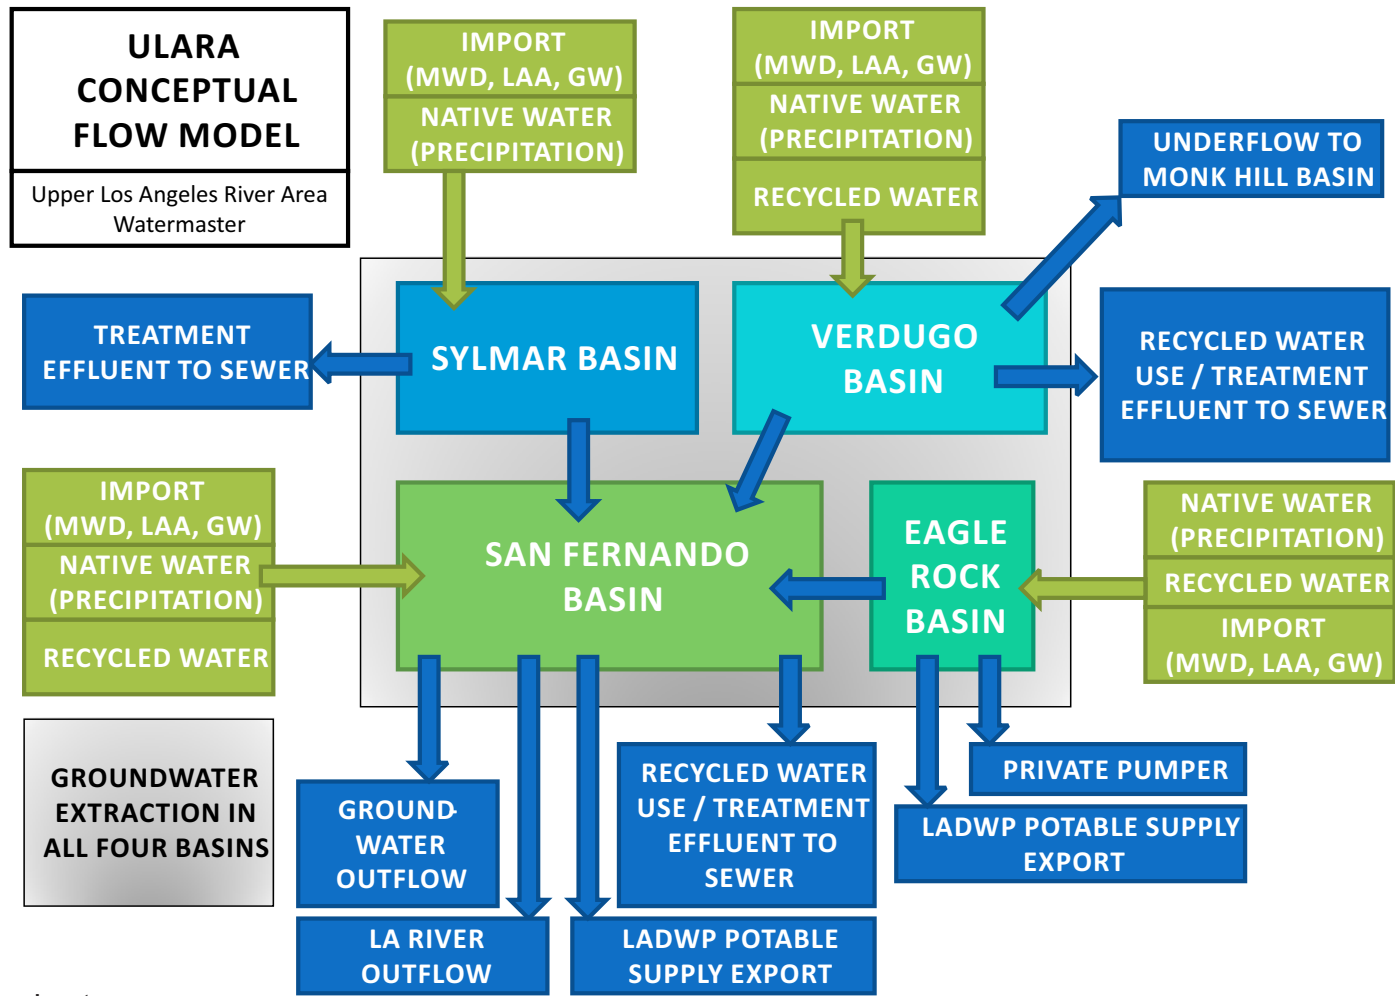 ULARA
CONCEPTUAL
FLOW MODEL
Upper Los Angeles River Area
Watermaster
IMPORT
(MWD, LAA, GW)
NATIVE WATER
(PRECIPITATION)
IMPORT
(MWD, LAA, GW)
NATIVE WATER
(PRECIPITATION)
RECYCLED WATER
UNDERFLOW TO
MONK HILL BASIN
TREATMENT
EFFLUENT TO SEWER
SYLMAR BASIN
VERDUGO
BASIN
RECYCLED WATER
USE / TREATMENT
EFFLUENT TO SEWER
IMPORT
(MWD, LAA, GW)
NATIVE WATER
(PRECIPITATION)
RECYCLED WATER
SAN FERNANDO
BASIN
EAGLE
ROCK
BASIN
NATIVE WATER
(PRECIPITATION)
RECYCLED WATER
IMPORT
(MWD, LAA, GW)
GROUNDWATER
EXTRACTION IN
ALL FOUR BASINS
GROUND-
WATER
OUTFLOW
LA RIVER
OUTFLOW
LADWP POTABLE
SUPPLY EXPORT
RECYCLED WATER
USE / TREATMENT
EFFLUENT TO
SEWER
PRIVATE PUMPER
LADWP POTABLE SUPPLY
EXPORT